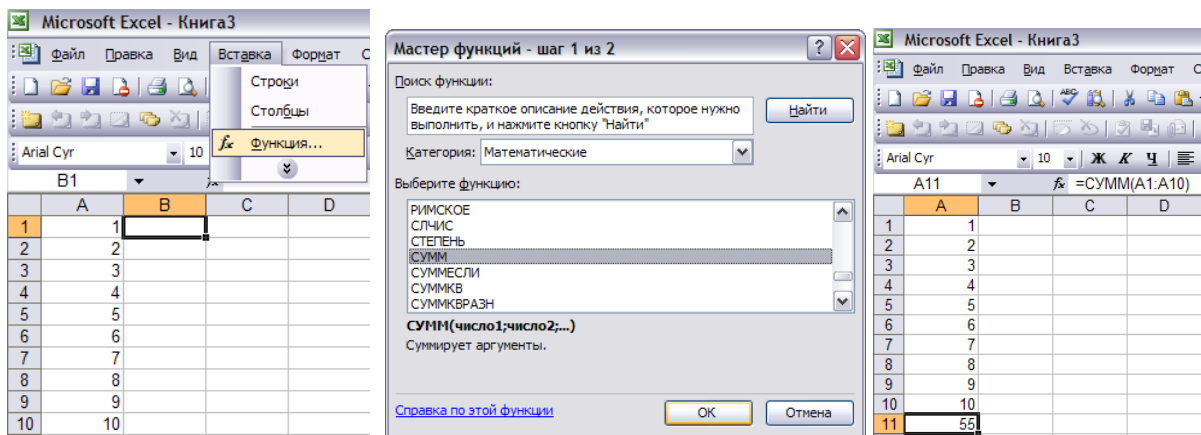 Microsoft Excel - Книга3
Файл Правка Вид Вставка Формат С
Строки
Столбцы
Функция...
Arial Cyr 10
B1
A B C D
1 1
2 2
3 3
4 4
5 5
6 6
7 7
8 8
9 9
10 10
Мастер функций - шаг 1 из 2
Поиск функции:
Введите краткое описание действия, которое нужно
выполнить, и нажмите кнопку "Найти"
Найти
Категория: Математические
Выберите функцию:
РИМСКОЕ
СЛЧИС
СТЕПЕНЬ
СУММ
СУММЕСЛИ
СУММКВ
СУММКВРАЗН
СУММ(число1;число2;...)
Суммирует аргументы.
Справка по этой функции
ОК Отмена
Microsoft Excel - Книга3
Файл Правка Вид Вставка Формат С
Arial Cyr 10 Ж К Ч
A11 fx =СУММ(A1:A10)
A B C D
1 1
2 2
3 3
4 4
5 5
6 6
7 7
8 8
9 9
10 10
11 55